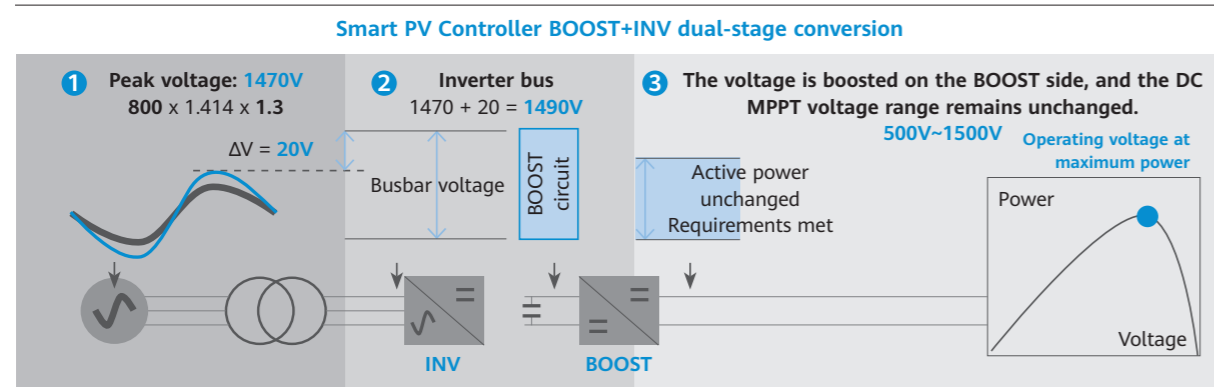 Smart PV Controller BOOST+INV dual-stage conversion
1 Peak voltage: 1470V
800 x 1.414 x 1.3
ΔV = 20V
2 Inverter bus
1470 + 20 = 1490V
Busbar voltage
BOOST
circuit
3 The voltage is boosted on the BOOST side, and the DC
MPPT voltage range remains unchanged.
500V~1500V
Operating voltage at
maximum power
Active power
unchanged
Requirements met
Power
Voltage
INV
BOOST